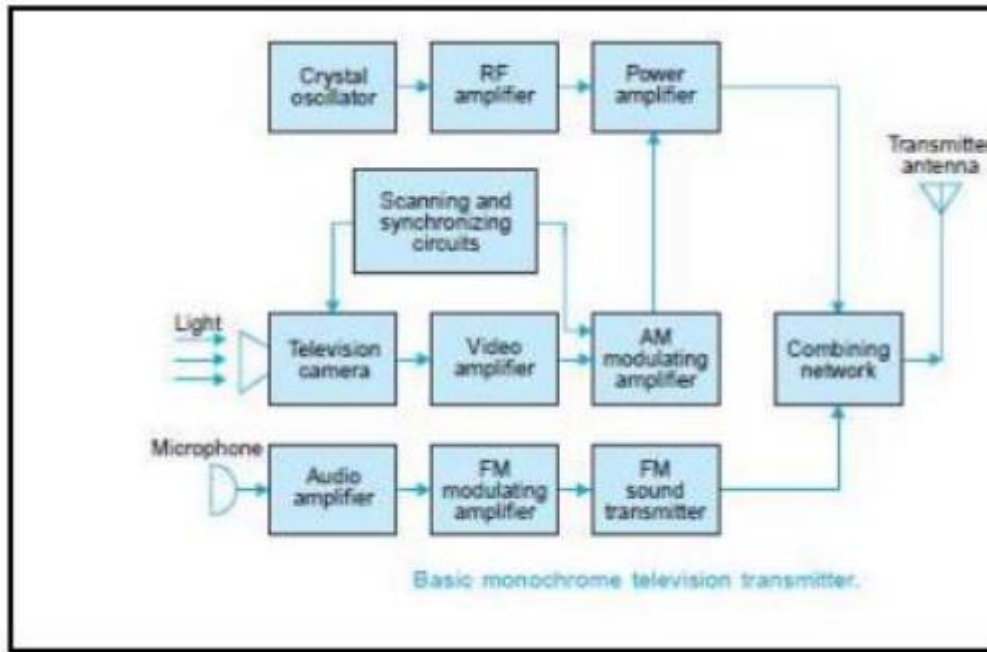 Crystal
oscillator
RF
amplifier
Power
amplifier
Transmitter
antenna
Scanning and
synchronizing
circuits
Light
Television
camera
Video
amplifier
AM
modulating
amplifier
Combining
network
Microphone
Audio
amplifier
FM
modulating
amplifier
FM
sound
transmitter
Basic monochrome television transmitter.